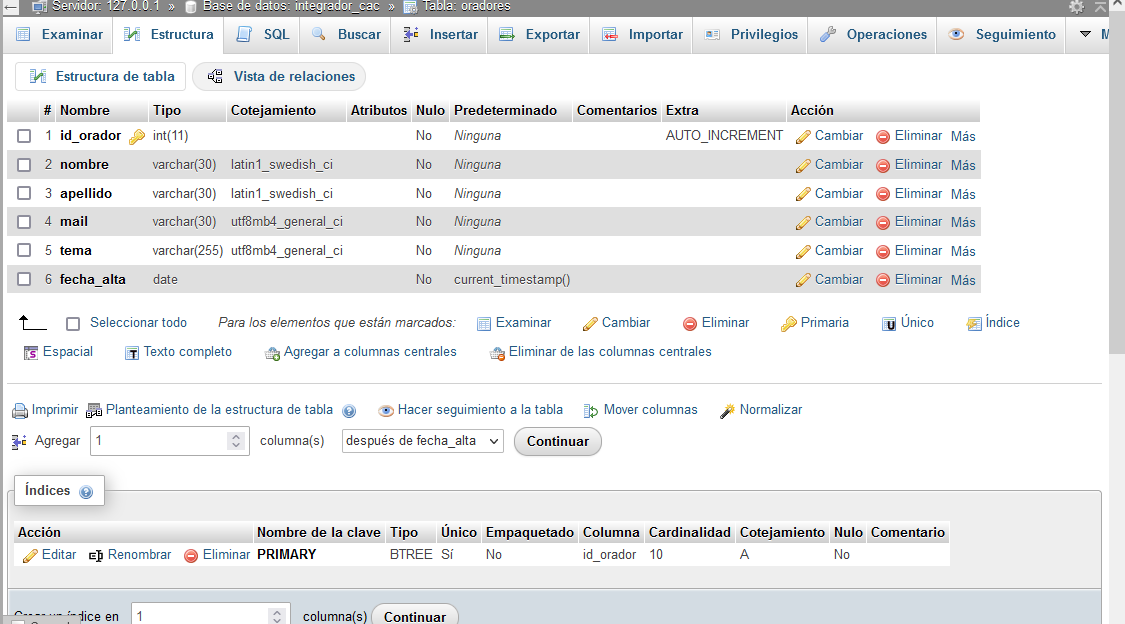 Servidor: 127.0.0.1 » Base de datos: integrador_cac » Tabla: oradores
Examinar Estructura SQL Buscar Insertar Exportar Importar Privilegios Operaciones Seguimiento M
Estructura de tabla Vista de relaciones
# Nombre Tipo Cotejamiento Atributos Nulo Predeterminado Comentarios Extra Acción
1 id_orador int(11) No Ninguna AUTO_INCREMENT Cambiar Eliminar Más
2 nombre varchar(30) latin1_swedish_ci No Ninguna Cambiar Eliminar Más
3 apellido varchar(30) latin1_swedish_ci No Ninguna Cambiar Eliminar Más
4 mail varchar(30) utf8mb4_general_ci No Ninguna Cambiar Eliminar Más
5 tema varchar(255) utf8mb4_general_ci No Ninguna Cambiar Eliminar Más
6 fecha_alta date No current_timestamp() Cambiar Eliminar Más
Seleccionar todo Para los elementos que están marcados: Examinar Cambiar Eliminar Primaria Único Índice
Espacial Texto completo Agregar a columnas centrales Eliminar de las columnas centrales
Imprimir Planteamiento de la estructura de tabla Hacer seguimiento a la tabla Mover columnas Normalizar
Agregar 1 columna(s) después de fecha_alta Continuar
Índices
Acción Nombre de la clave Tipo Único Empaquetado Columna Cardinalidad Cotejamiento Nulo Comentario
Editar Renombrar Eliminar PRIMARY BTREE Sí No id_orador 10 A No
índice en 1 columna(s) Continuar